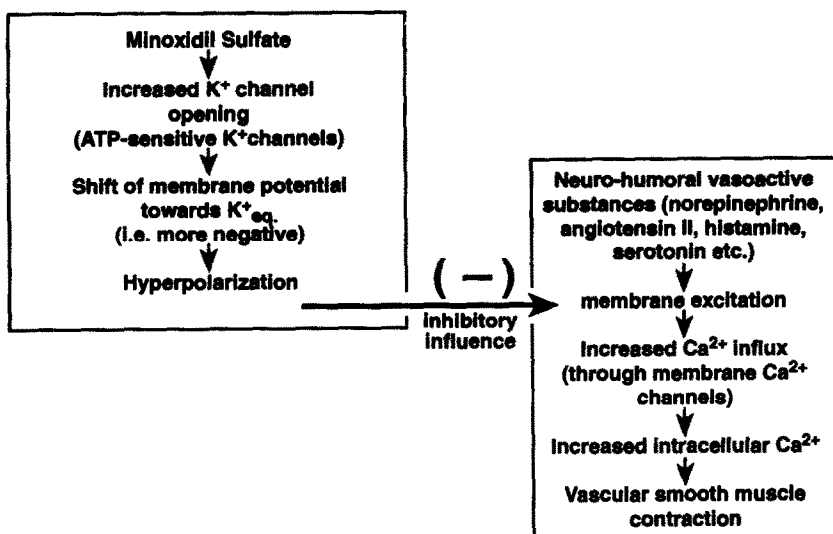 Minoxidil Sulfate
Increased K+ channel
opening
(ATP-sensitive K+channels)
Shift of membrane potential
towards K+eq.
(i.e. more negative)
Hyperpolarization
(−)
inhibitory
influence
Neuro-humoral vasoactive
substances (norepinephrine,
angiotensin II, histamine,
serotonin etc.)
membrane excitation
Increased Ca2+ influx
(through membrane Ca2+
channels)
Increased intracellular Ca2+
Vascular smooth muscle
contraction